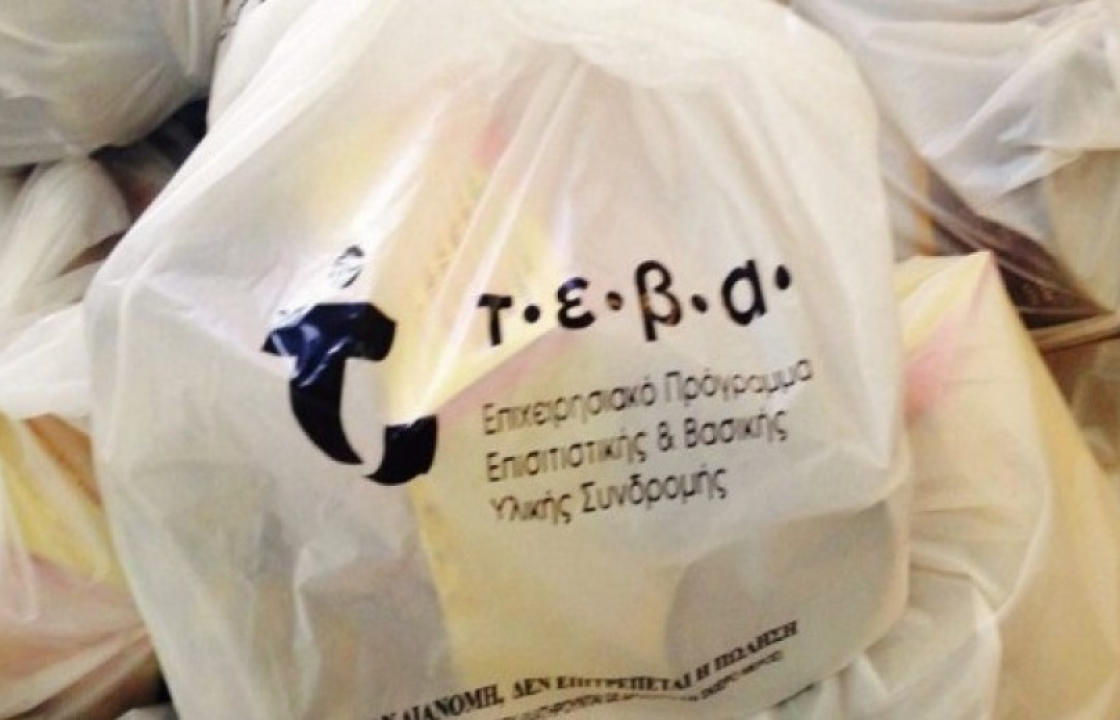 τ·ε·β·α·
Επιχειρησιακό Πρόγραμμα
Επισιτιστικής & Βασικής
Υλικής Συνδρομής
ΔΙΑΝΟΜΗ, ΔΕΝ ΕΠΙΤΡΕΠΕΤΑΙ Η ΠΩΛΗΣΗ